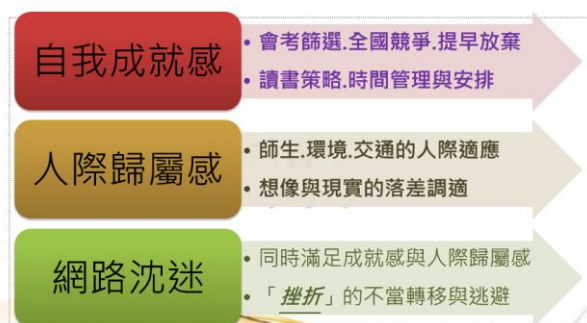 自我成就感
• 會考篩選.全國競爭.提早放棄
• 讀書策略.時間管理與安排
人際歸屬感
• 師生.環境.交通的人際適應
• 想像與現實的落差調適
網路沈迷
• 同時滿足成就感與人際歸屬感
• 「挫折」的不當轉移與逃避